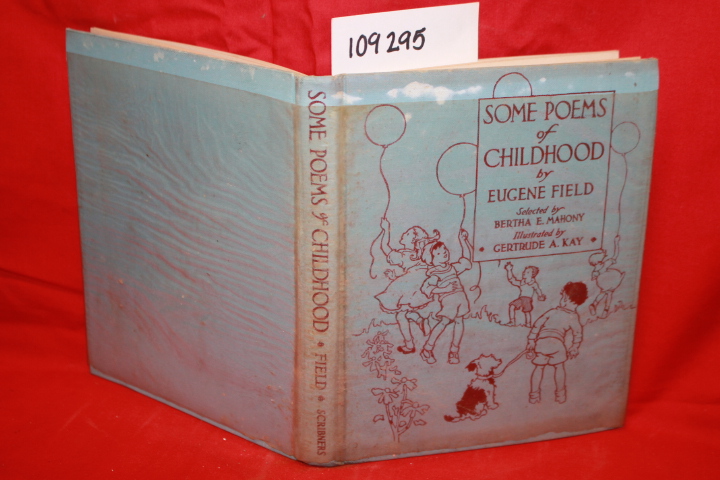 109295
SOME POEMS of CHILDHOOD • FIELD • SCRIBNERS
SOME POEMS
of
CHILDHOOD
by
EUGENE FIELD
Selected by
BERTHA E. MAHONY
Illustrated by
• GERTRUDE A. KAY •